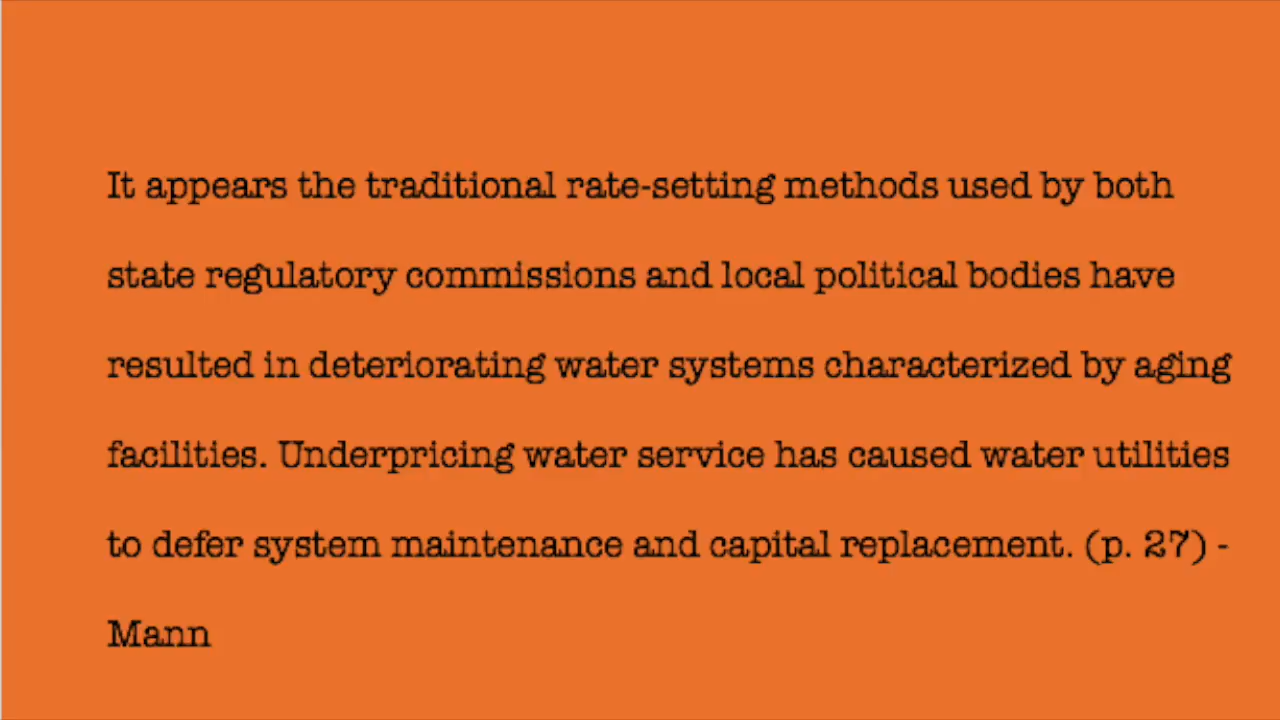 It appears the traditional rate-setting methods used by both
state regulatory commissions and local political bodies have
resulted in deteriorating water systems characterized by aging
facilities. Underpricing water service has caused water utilities
to defer system maintenance and capital replacement. (p. 27) -
Mann